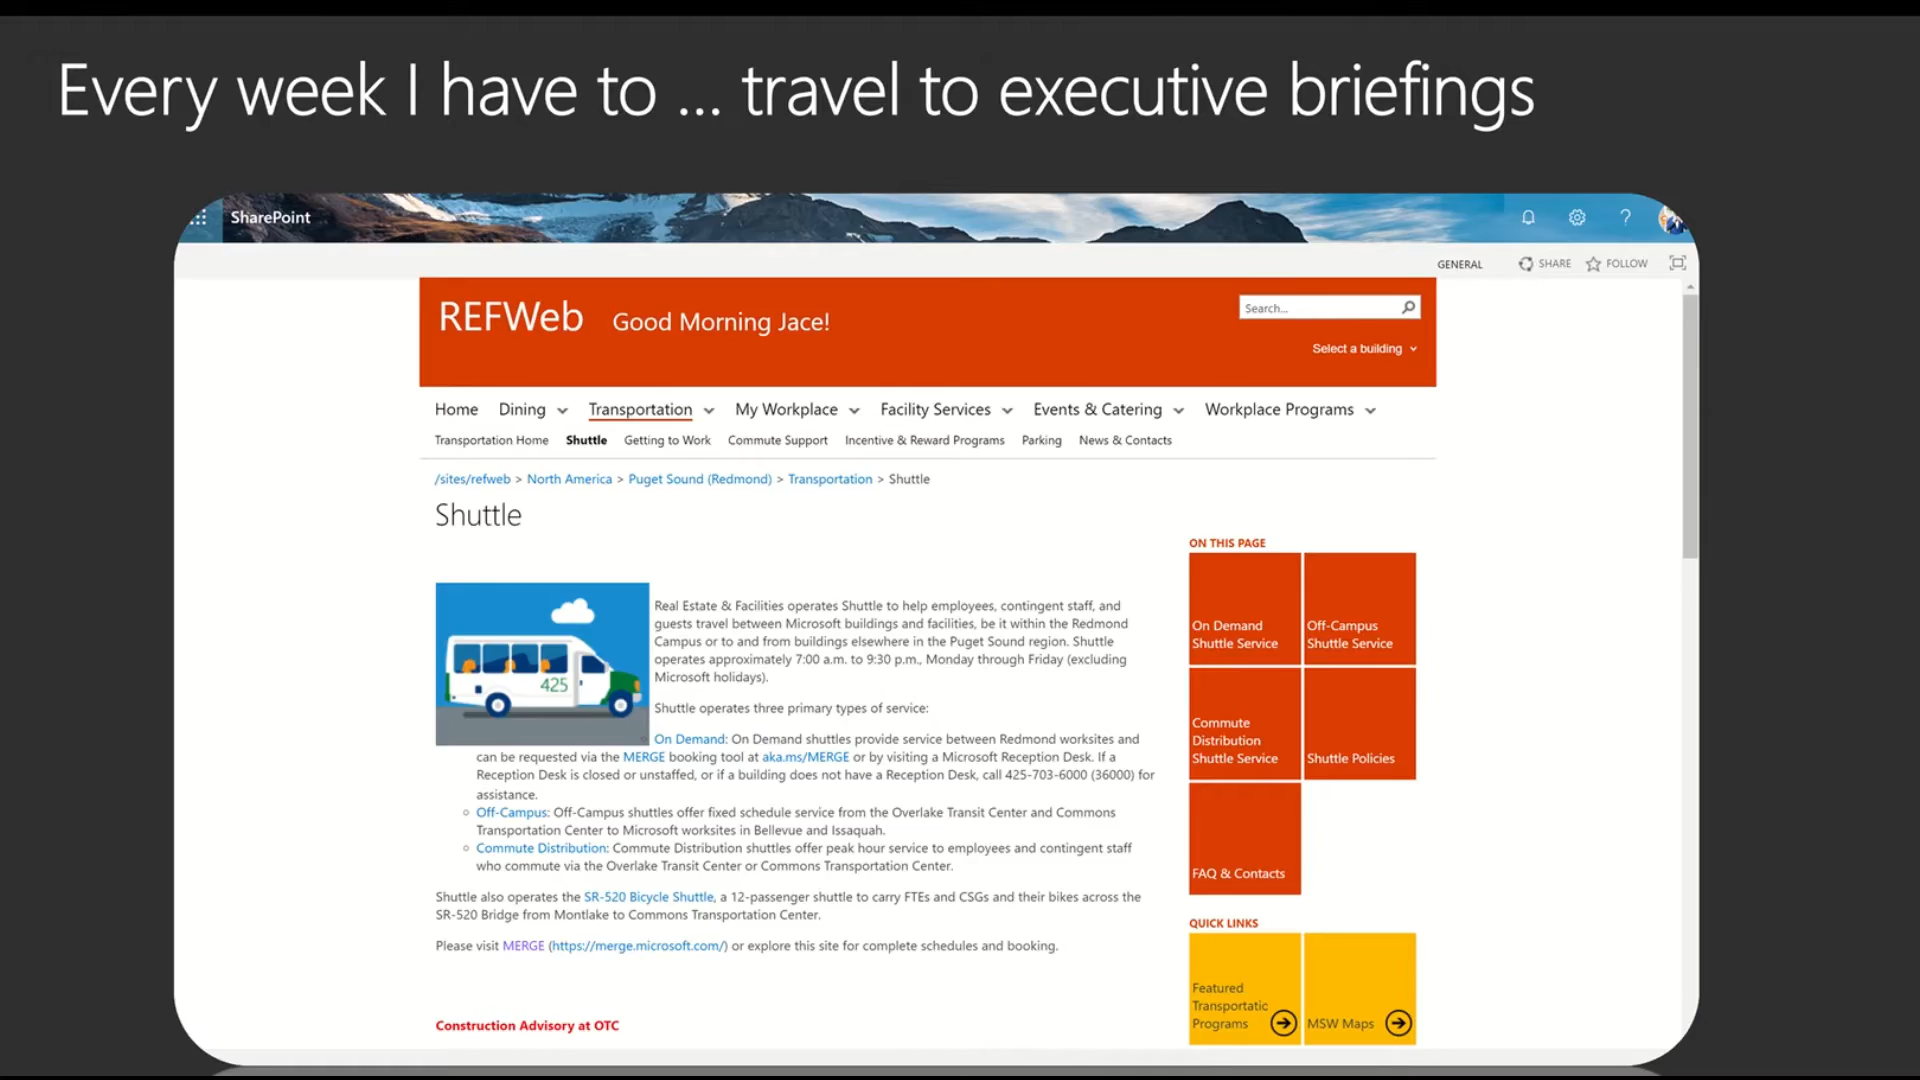 Every week I have to ... travel to executive briefings
SharePoint
GENERAL SHARE FOLLOW
REFWeb Good Morning Jace!
Search...
Select a building
Home Dining Transportation My Workplace Facility Services Events & Catering Workplace Programs
Transportation Home Shuttle Getting to Work Commute Support Incentive & Reward Programs Parking News & Contacts
/sites/refweb > North America > Puget Sound (Redmond) > Transportation > Shuttle
Shuttle
425
Real Estate & Facilities operates Shuttle to help employees, contingent staff, and
guests travel between Microsoft buildings and facilities, be it within the Redmond
Campus or to and from buildings elsewhere in the Puget Sound region. Shuttle
operates approximately 7:00 a.m. to 9:30 p.m., Monday through Friday (excluding
Microsoft holidays).
Shuttle operates three primary types of service:
On Demand: On Demand shuttles provide service between Redmond worksites and
can be requested via the MERGE booking tool at aka.ms/MERGE or by visiting a Microsoft Reception Desk. If a
Reception Desk is closed or unstaffed, or if a building does not have a Reception Desk, call 425-703-6000 (36000) for
assistance.
Off-Campus: Off-Campus shuttles offer fixed schedule service from the Overlake Transit Center and Commons
Transportation Center to Microsoft worksites in Bellevue and Issaquah.
Commute Distribution: Commute Distribution shuttles offer peak hour service to employees and contingent staff
who commute via the Overlake Transit Center or Commons Transportation Center.
Shuttle also operates the SR-520 Bicycle Shuttle, a 12-passenger shuttle to carry FTEs and CSGs and their bikes across the
SR-520 Bridge from Montlake to Commons Transportation Center.
Please visit MERGE (https://merge.microsoft.com/) or explore this site for complete schedules and booking.
Construction Advisory at OTC
ON THIS PAGE
On Demand
Shuttle Service
Off-Campus
Shuttle Service
Commute
Distribution
Shuttle Service
Shuttle Policies
FAQ & Contacts
QUICK LINKS
Featured
Transportatic
Programs
MSW Maps